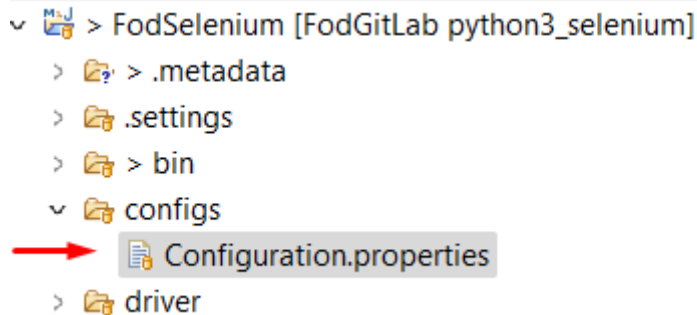 > FodSelenium [FodGitLab python3_selenium]
> .metadata
.settings
> bin
configs
Configuration.properties
driver